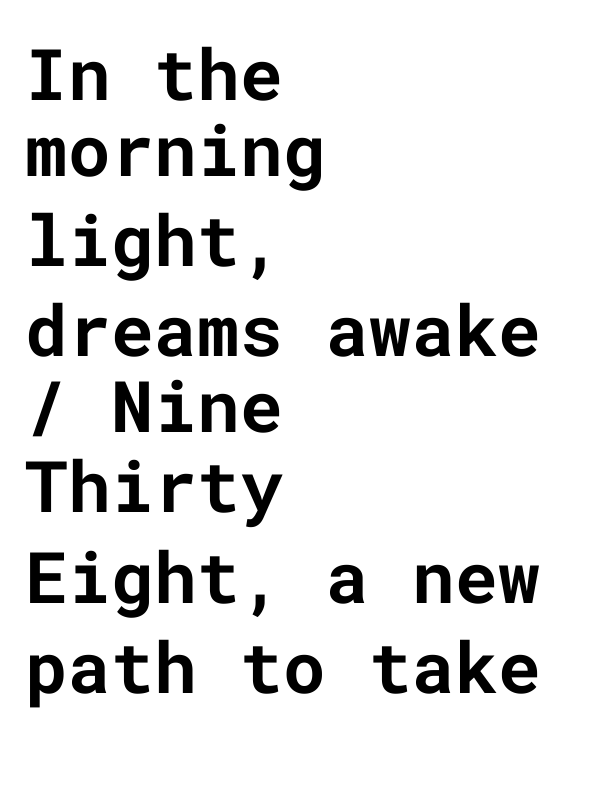 In the
morning
light,
dreams awake
/ Nine
Thirty
Eight, a new
path to take